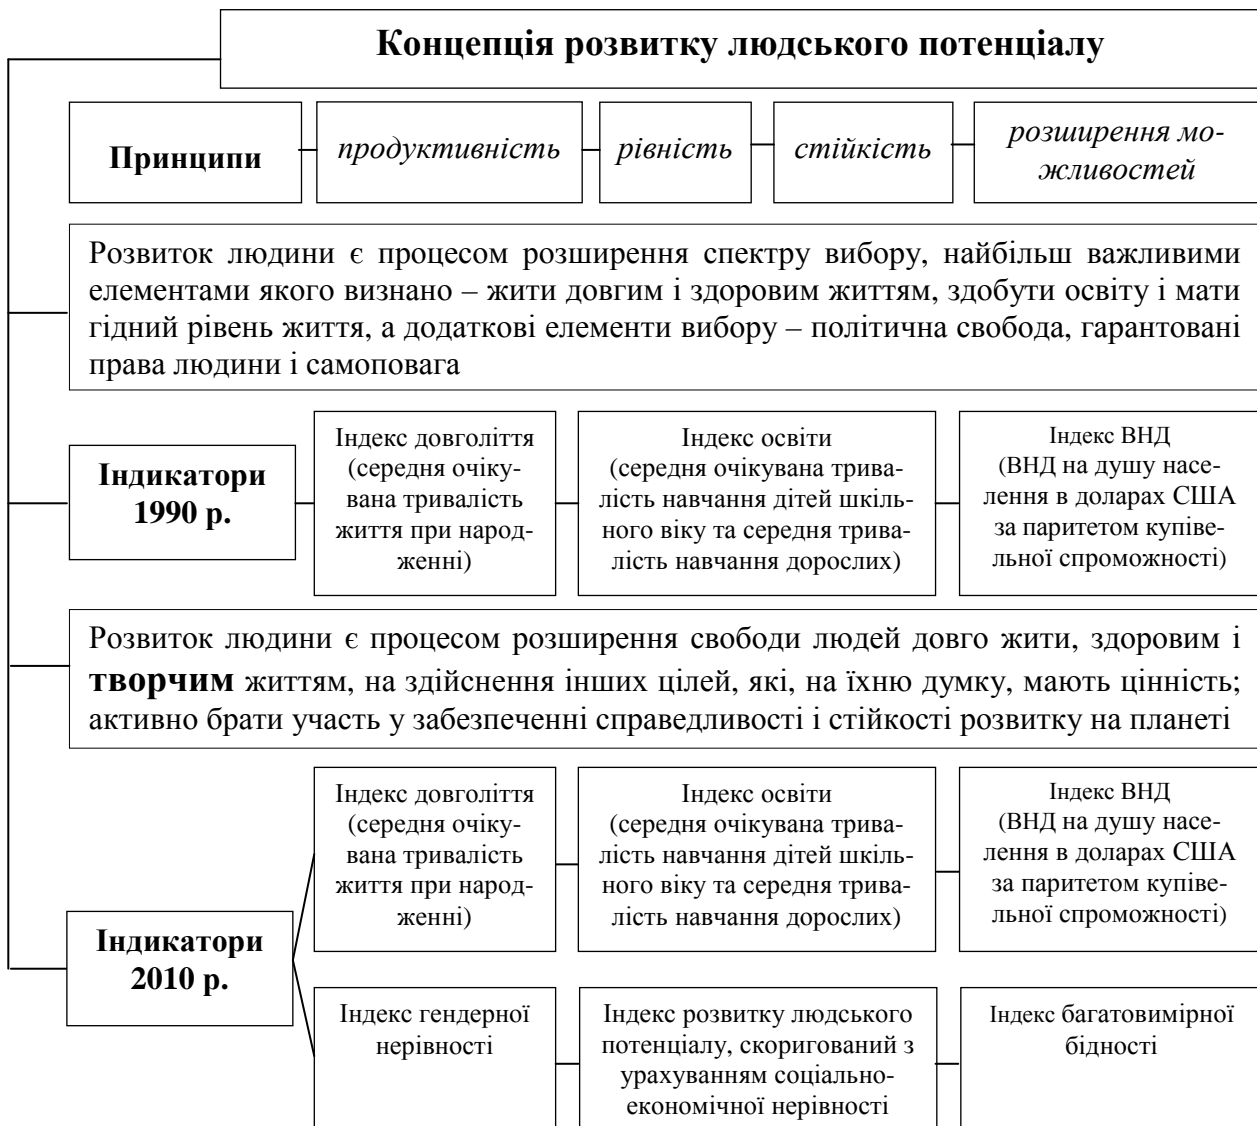 Концепція розвитку людського потенціалу
Принципи
продуктивність
рівність
стійкість
розширення мо-
жливостей
Розвиток людини є процесом розширення спектру вибору, найбільш важливими
елементами якого визнано – жити довгим і здоровим життям, здобути освіту і мати
гідний рівень життя, а додаткові елементи вибору – політична свобода, гарантовані
права людини і самоповага
Індикатори
1990 р.
Індекс довголіття
(середня очіку-
вана тривалість
життя при народ-
женні)
Індекс освіти
(середня очікувана трива-
лість навчання дітей шкіль-
ного віку та середня трива-
лість навчання дорослих)
Індекс ВНД
(ВНД на душу насе-
лення в доларах США
за паритетом купіве-
льної спроможності)
Розвиток людини є процесом розширення свободи людей довго жити, здоровим і
творчим життям, на здійснення інших цілей, які, на їхню думку, мають цінність;
активно брати участь у забезпеченні справедливості і стійкості розвитку на планеті
Індикатори
2010 р.
Індекс довголіття
(середня очіку-
вана тривалість
життя при народ-
женні)
Індекс освіти
(середня очікувана трива-
лість навчання дітей шкіль-
ного віку та середня трива-
лість навчання дорослих)
Індекс ВНД
(ВНД на душу насе-
лення в доларах США
за паритетом купіве-
льної спроможності)
Індекс гендерної
нерівності
Індекс розвитку людського
потенціалу, скоригований з
урахуванням соціально-
економічної нерівності
Індекс багатовимірної
бідності